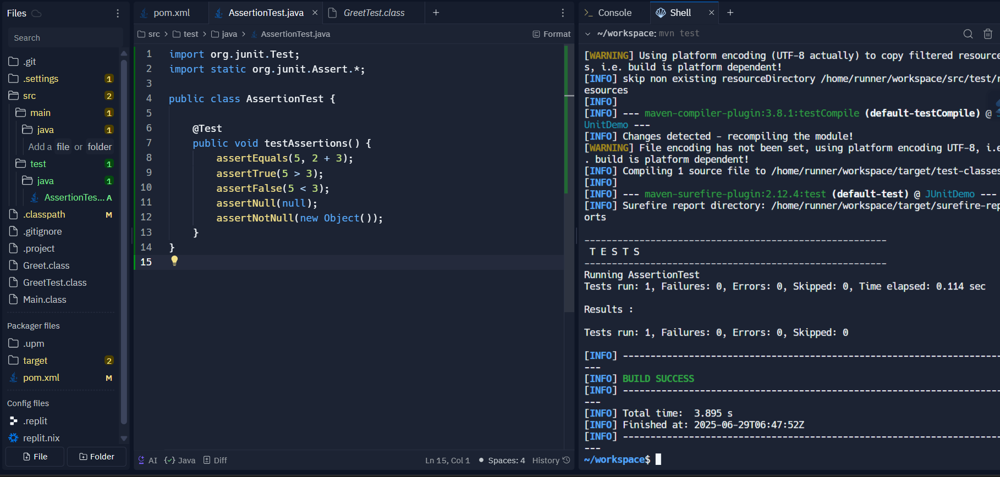 Files
Search
.git
.settings 1
src 2
main 1
java 1
Add a file or folder
test 1
java 1
AssertionTes... A
.classpath M
.gitignore
.project
Greet.class
GreetTest.class
Main.class
Packager files
.upm
target 2
pom.xml M
Config files
.replit
replit.nix
File Folder
pom.xml AssertionTest.java × GreetTest.class +
src > test > java > AssertionTest.java Format
1 import org.junit.Test;
2 import static org.junit.Assert.*;
3
4 public class AssertionTest {
5
6 @Test
7 public void testAssertions() {
8 assertEquals(5, 2 + 3);
9 assertTrue(5 > 3);
10 assertFalse(5 < 3);
11 assertNull(null);
12 assertNotNull(new Object());
13 }
14 }
15
AI Java Diff Ln 15, Col 1 Spaces: 4 History
>_ Console Shell × +
~/workspace: mvn test
[WARNING] Using platform encoding (UTF-8 actually) to copy filtered resource
s, i.e. build is platform dependent!
[INFO] skip non existing resourceDirectory /home/runner/workspace/src/test/r
esources
[INFO]
[INFO] --- maven-compiler-plugin:3.8.1:testCompile (default-testCompile) @
UnitDemo ---
[INFO] Changes detected - recompiling the module!
[WARNING] File encoding has not been set, using platform encoding UTF-8, i.e
. build is platform dependent!
[INFO] Compiling 1 source file to /home/runner/workspace/target/test-classes
[INFO]
[INFO] --- maven-surefire-plugin:2.12.4:test (default-test) @ JUnitDemo ---
[INFO] Surefire report directory: /home/runner/workspace/target/surefire-rep
orts
-------------------------------------------------------
T E S T S
-------------------------------------------------------
Running AssertionTest
Tests run: 1, Failures: 0, Errors: 0, Skipped: 0, Time elapsed: 0.114 sec
Results :
Tests run: 1, Failures: 0, Errors: 0, Skipped: 0
[INFO] ---------------------------------------------------------------------
---
[INFO] BUILD SUCCESS
[INFO] ---------------------------------------------------------------------
---
[INFO] Total time: 3.895 s
[INFO] Finished at: 2025-06-29T06:47:52Z
[INFO] ---------------------------------------------------------------------
---
~/workspace$